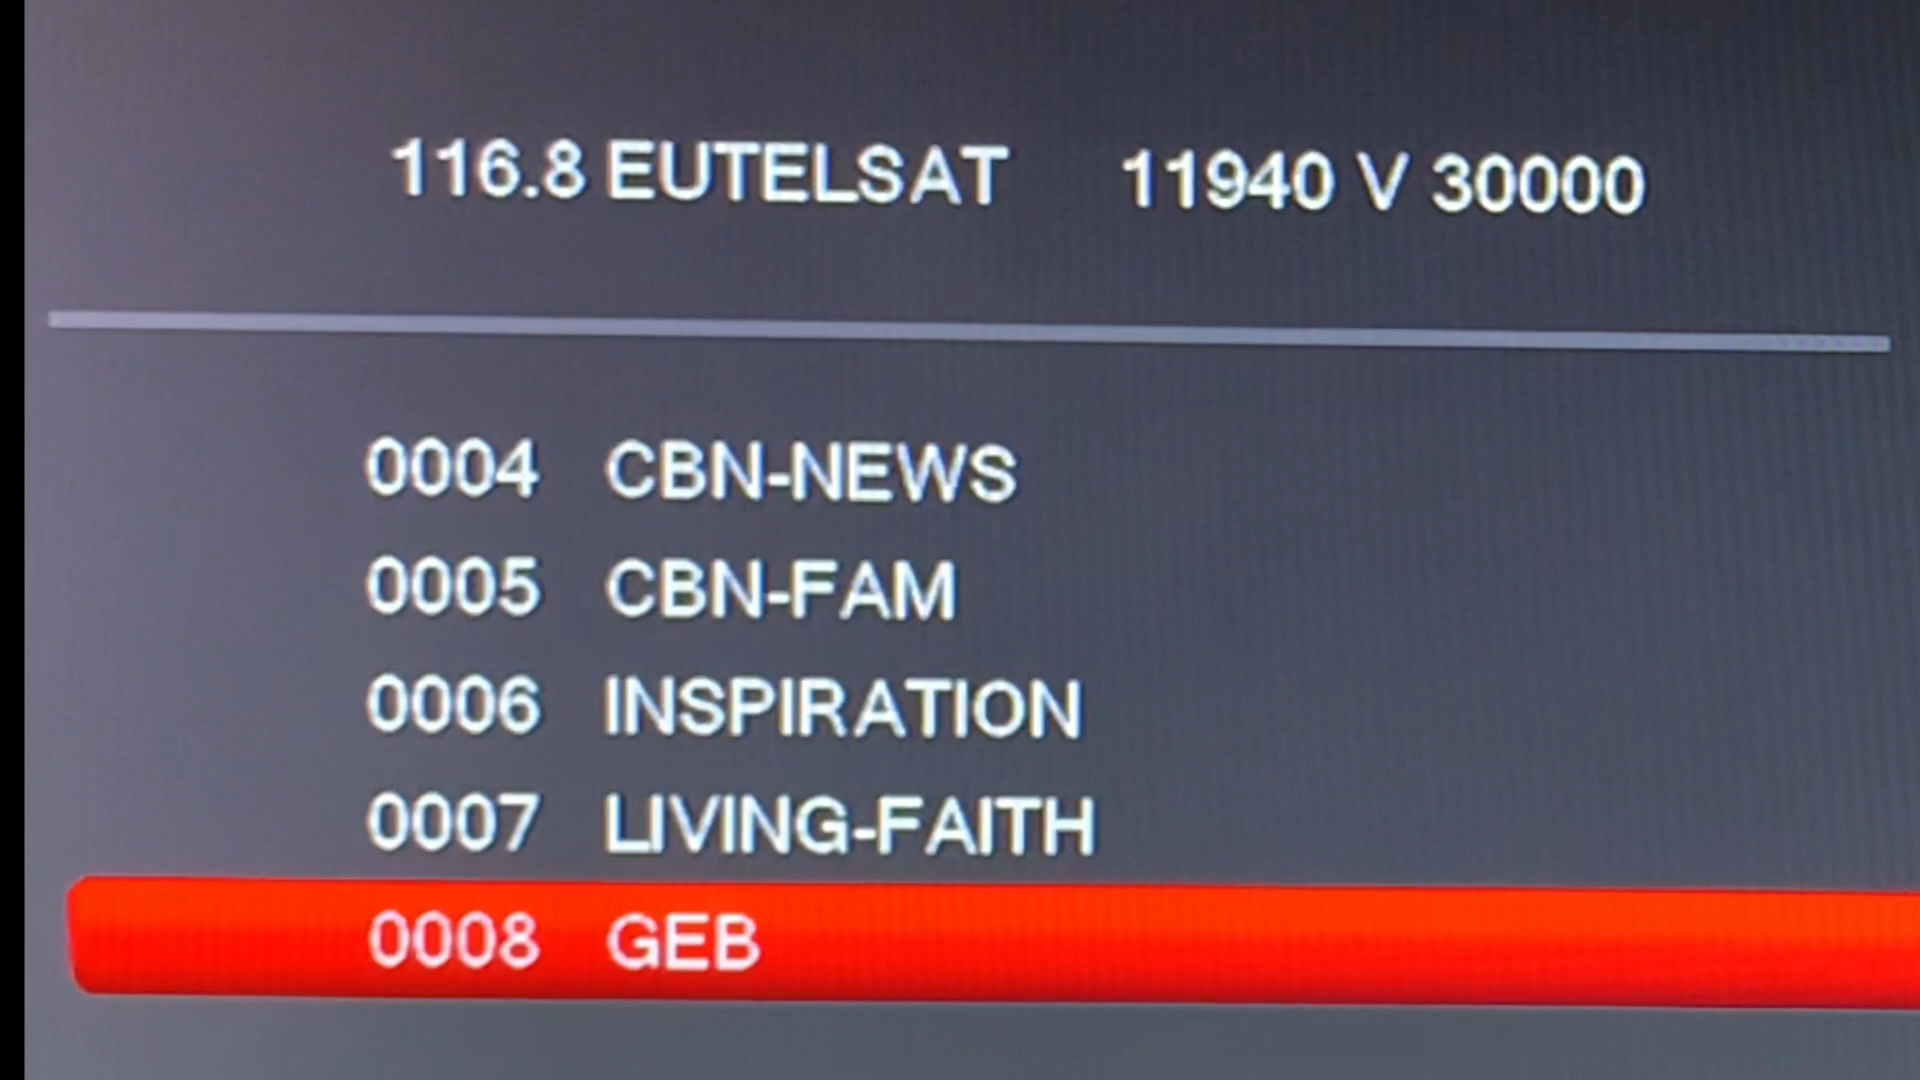 116.8 EUTELSAT 11940 V 30000
0004 CBN-NEWS
0005 CBN-FAM
0006 INSPIRATION
0007 LIVING-FAITH
0008 GEB